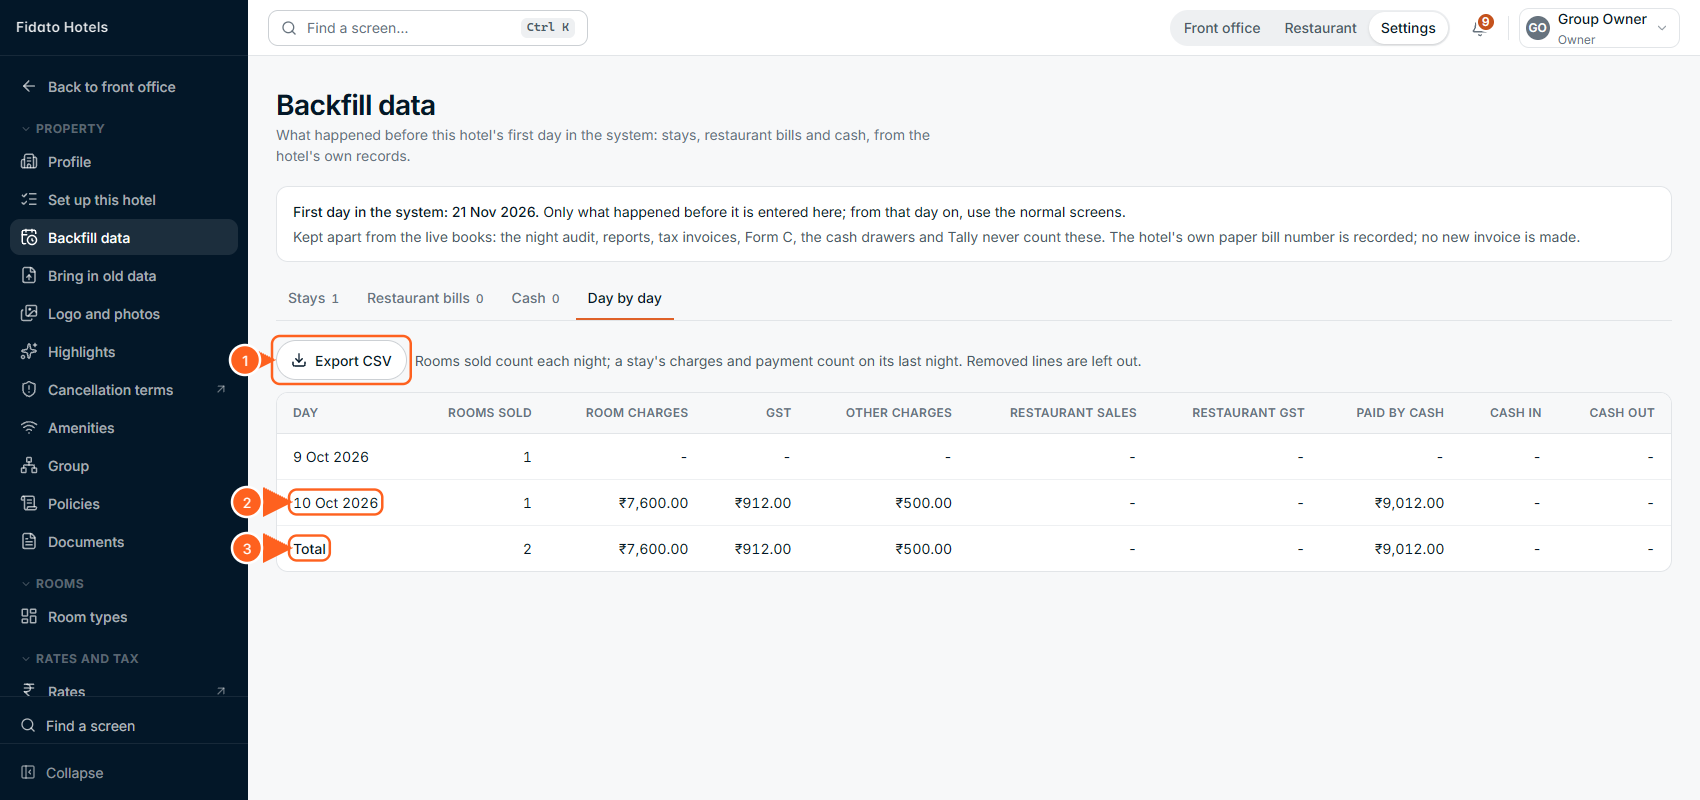 Fidato Hotels
Find a screen...
Ctrl K
Front office
Restaurant
Settings
9
GO
Group Owner
Owner
Back to front office
PROPERTY
Profile
Set up this hotel
Backfill data
Bring in old data
Logo and photos
Highlights
Cancellation terms
Amenities
Group
Policies
Documents
ROOMS
Room types
RATES AND TAX
Rates
Find a screen
Collapse
Backfill data
What happened before this hotel's first day in the system: stays, restaurant bills and cash, from the
hotel's own records.
First day in the system: 21 Nov 2026. Only what happened before it is entered here; from that day on, use the normal screens.
Kept apart from the live books: the night audit, reports, tax invoices, Form C, the cash drawers and Tally never count these. The hotel's own paper bill number is recorded; no new invoice is made.
Stays 1 Restaurant bills 0 Cash 0 Day by day
1 Export CSV Rooms sold count each night; a stay's charges and payment count on its last night. Removed lines are left out.
DAY ROOMS SOLD ROOM CHARGES GST OTHER CHARGES RESTAURANT SALES RESTAURANT GST PAID BY CASH CASH IN CASH OUT
9 Oct 2026 1 - - - - - - - -
2 10 Oct 2026 1 ₹7,600.00 ₹912.00 ₹500.00 - - ₹9,012.00 - -
3 Total 2 ₹7,600.00 ₹912.00 ₹500.00 - - ₹9,012.00 - -